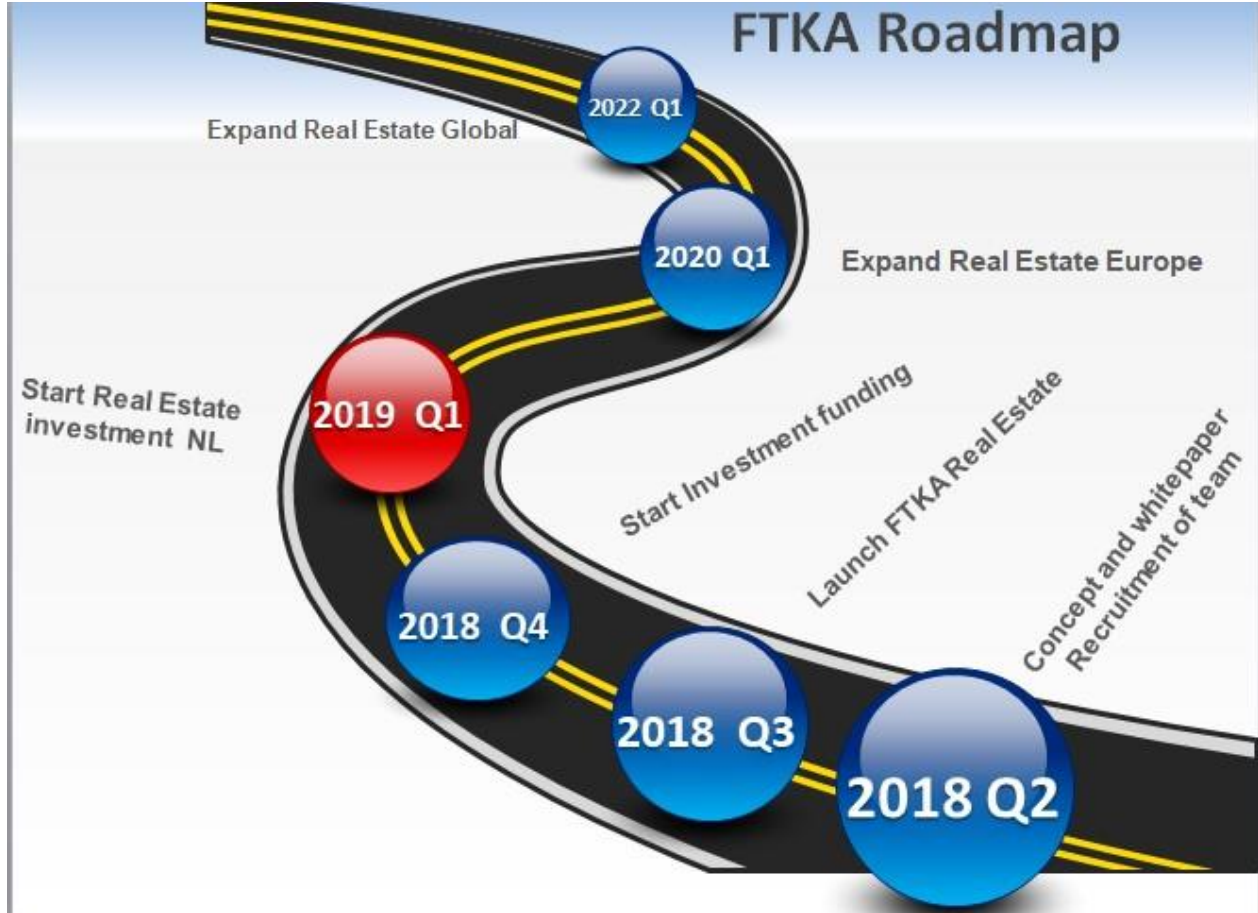 FTKA Roadmap
2022 Q1
Expand Real Estate Global
2020 Q1
Expand Real Estate Europe
2019 Q1
Start Real Estate
investment NL
Start Investment funding
Launch FTKA Real Estate
Concept and whitepaper
Recruitment of team
2018 Q4
2018 Q3
2018 Q2